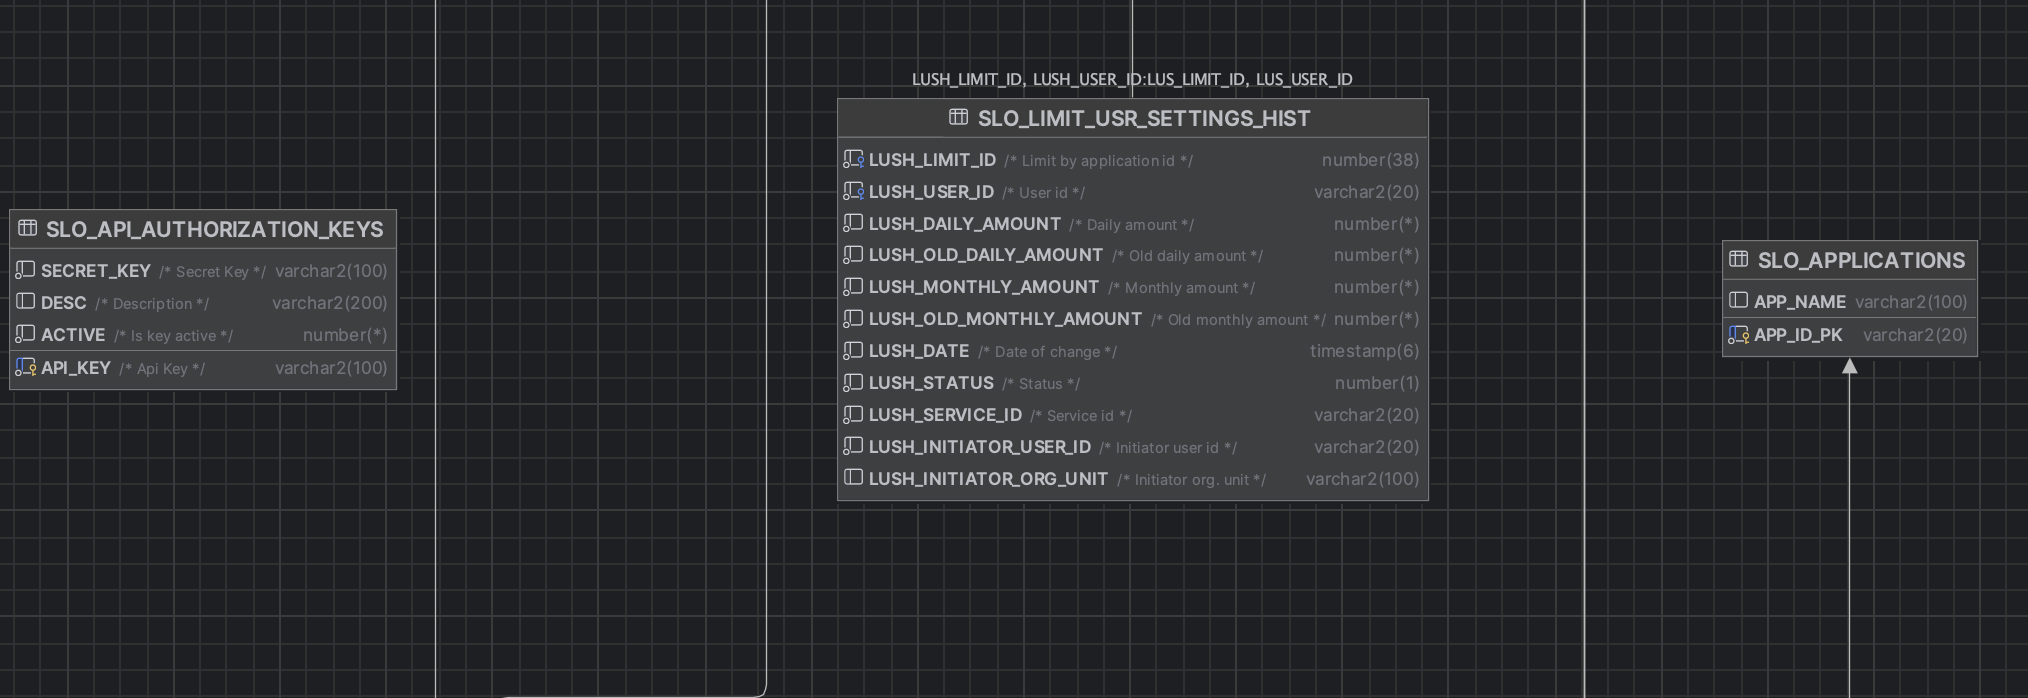 LUSH_LIMIT_ID, LUSH_USER_ID:LUS_LIMIT_ID, LUS_USER_ID
SLO_LIMIT_USR_SETTINGS_HIST
LUSH_LIMIT_ID /* Limit by application id */ number(38)
LUSH_USER_ID /* User id */ varchar2(20)
LUSH_DAILY_AMOUNT /* Daily amount */ number(*)
LUSH_OLD_DAILY_AMOUNT /* Old daily amount */ number(*)
LUSH_MONTHLY_AMOUNT /* Monthly amount */ number(*)
LUSH_OLD_MONTHLY_AMOUNT /* Old monthly amount */ number(*)
LUSH_DATE /* Date of change */ timestamp(6)
LUSH_STATUS /* Status */ number(1)
LUSH_SERVICE_ID /* Service id */ varchar2(20)
LUSH_INITIATOR_USER_ID /* Initiator user id */ varchar2(20)
LUSH_INITIATOR_ORG_UNIT /* Initiator org. unit */ varchar2(100)
SLO_API_AUTHORIZATION_KEYS
SECRET_KEY /* Secret Key */ varchar2(100)
DESC /* Description */ varchar2(200)
ACTIVE /* Is key active */ number(*)
API_KEY /* Api Key */ varchar2(100)
SLO_APPLICATIONS
APP_NAME varchar2(100)
APP_ID_PK varchar2(20)